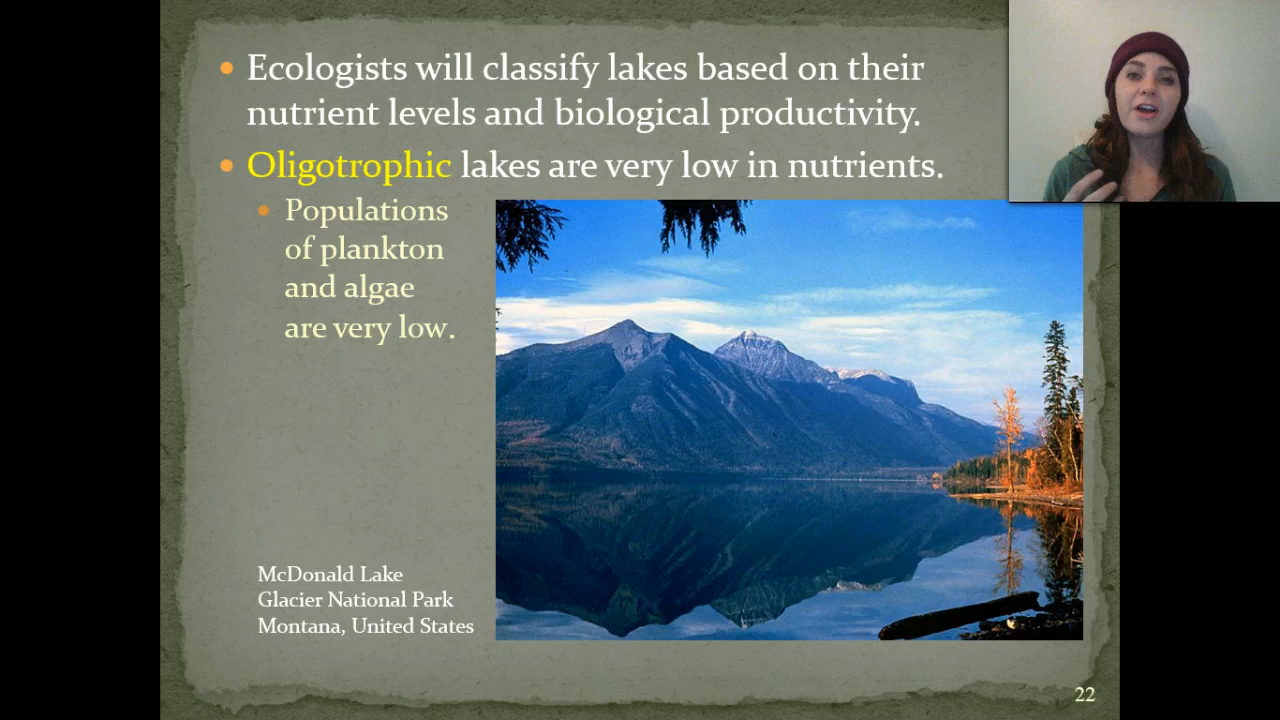 Ecologists will classify lakes based on their
nutrient levels and biological productivity.
Oligotrophic lakes are very low in nutrients.
Populations
of plankton
and algae
are very low.
McDonald Lake
Glacier National Park
Montana, United States
22